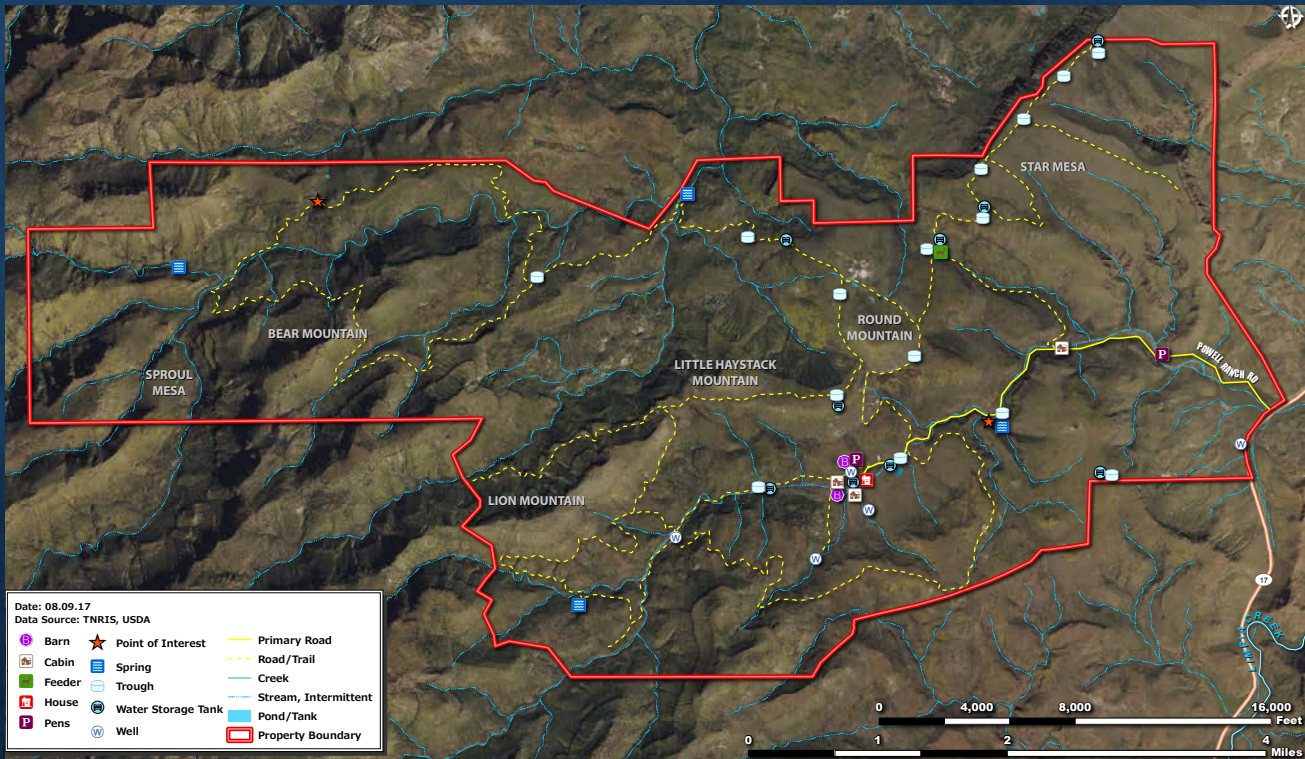 STAR MESA
BEAR MOUNTAIN
ROUND
MOUNTAIN
POWELL RANCH RD
P
SPROUL
MESA
LITTLE HAYSTACK
MOUNTAIN
W
B
P
W
B
LION MOUNTAIN
W
W
W
17
CREEK
Date: 08.09.17
Data Source: TNRIS, USDA
B Barn
Cabin
Feeder
House
P Pens
Point of Interest
Spring
Trough
Water Storage Tank
W Well
Primary Road
Road/Trail
Creek
Stream, Intermittent
Pond/Tank
Property Boundary
0 4,000 8,000 16,000
Feet
0 1 2 4
Miles